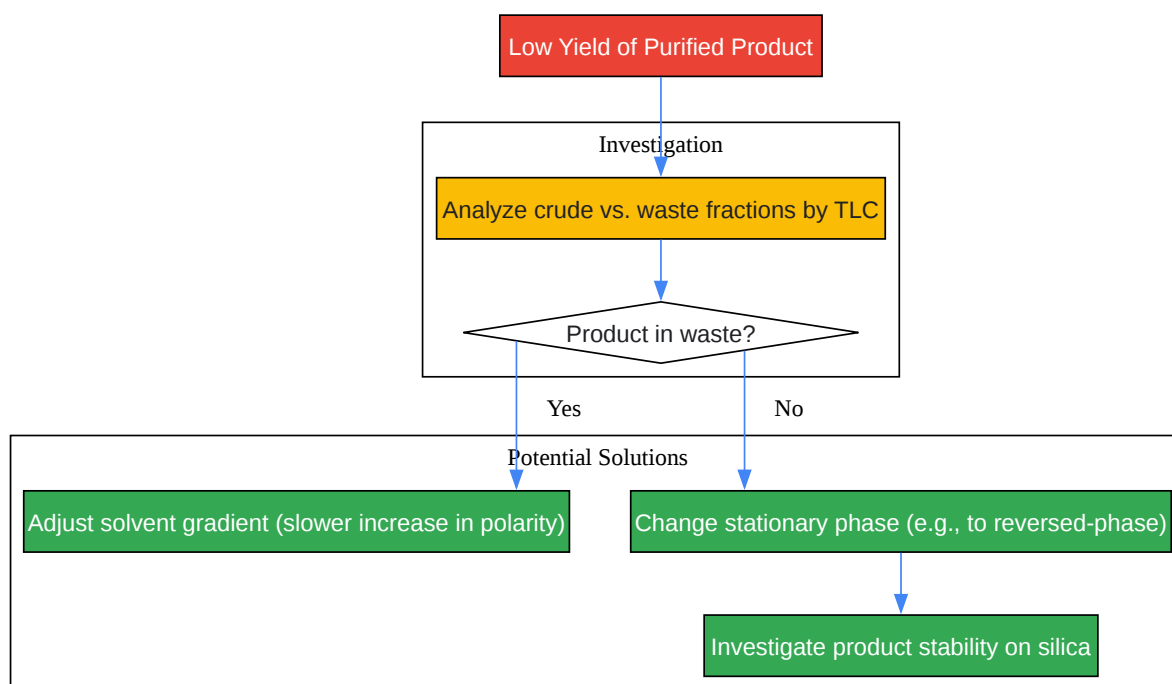 Low Yield of Purified Product
Investigation
Analyze crude vs. waste fractions by TLC
Product in waste?
Yes
No
Potential Solutions
Adjust solvent gradient (slower increase in polarity)
Change stationary phase (e.g., to reversed-phase)
Investigate product stability on silica